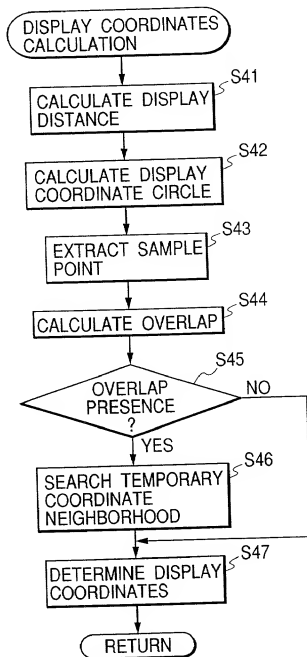 DISPLAY COORDINATES
CALCULATION
S41
CALCULATE DISPLAY
DISTANCE
S42
CALCULATE DISPLAY
COORDINATE CIRCLE
S43
EXTRACT SAMPLE
POINT
S44
CALCULATE OVERLAP
S45
OVERLAP
PRESENCE
?
NO
YES
S46
SEARCH TEMPORARY
COORDINATE
NEIGHBORHOOD
S47
DETERMINE DISPLAY
COORDINATES
RETURN